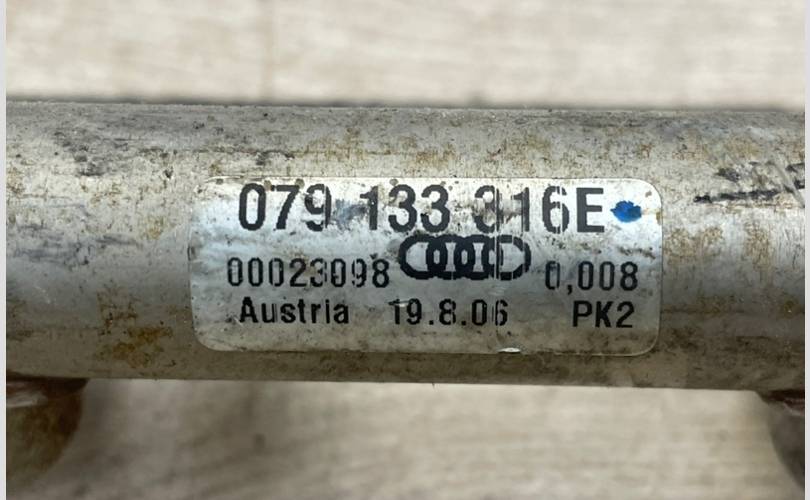 079 133 316E
00023098 0,008
Austria 19.8.06 PK2